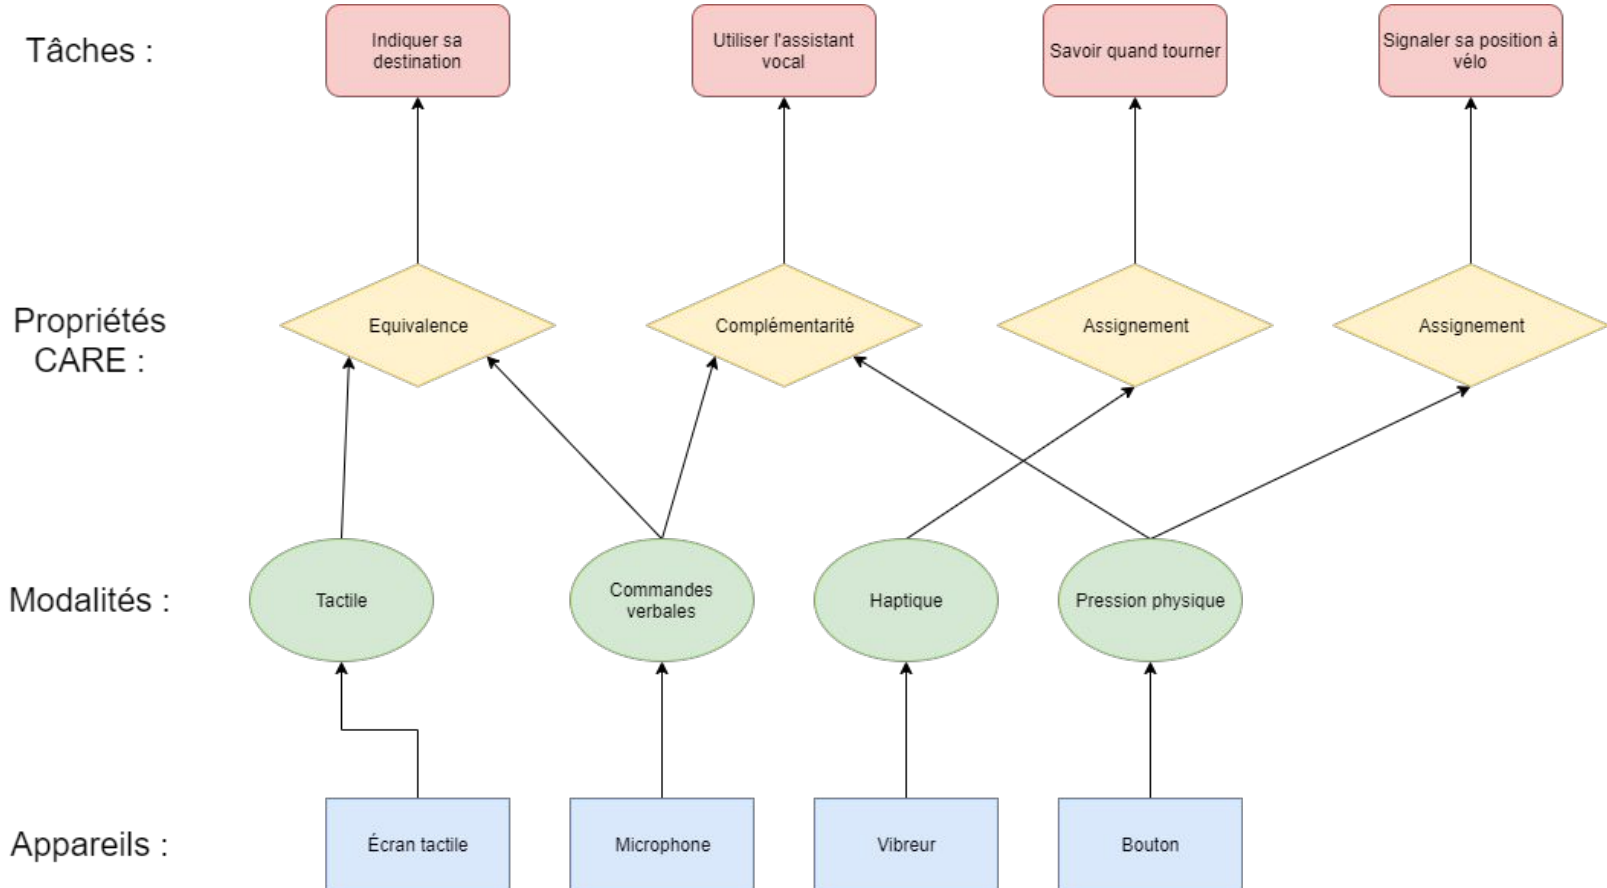 Tâches :
Indiquer sa
destination
Utiliser l'assistant
vocal
Savoir quand tourner
Signaler sa position à
vélo
Propriétés
CARE :
Equivalence
Complémentarité
Assignement
Assignement
Modalités :
Tactile
Commandes
verbales
Haptique
Pression physique
Appareils :
Écran tactile
Microphone
Vibreur
Bouton